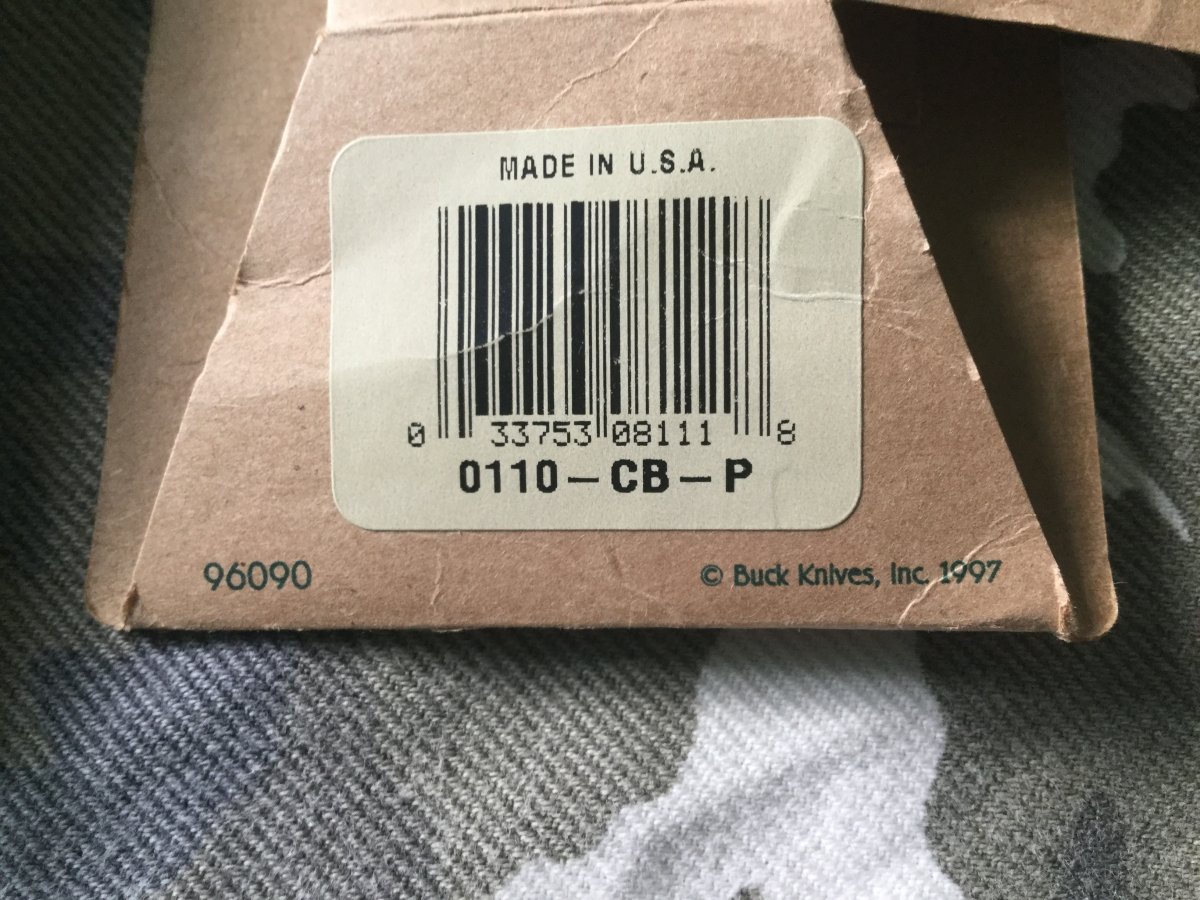 MADE IN U.S.A.
0 33753 08111 8
0110-CB-P
96090
© Buck Knives, Inc. 1997